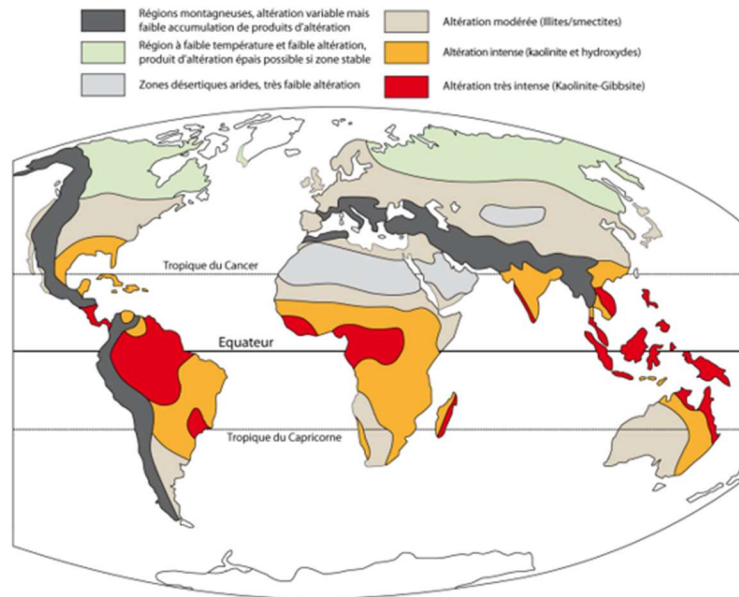 Régions montagneuses, altération variable mais
faible accumulation de produits d'altération
Région à faible température et faible altération,
produit d'altération épais possible si zone stable
Zones désertiques arides, très faible altération
Altération modérée (Illites/smectites)
Altération intense (kaolinite et hydroxydes)
Altération très intense (Kaolinite-Gibbsite)
Tropique du Cancer
Equateur
Tropique du Capricorne